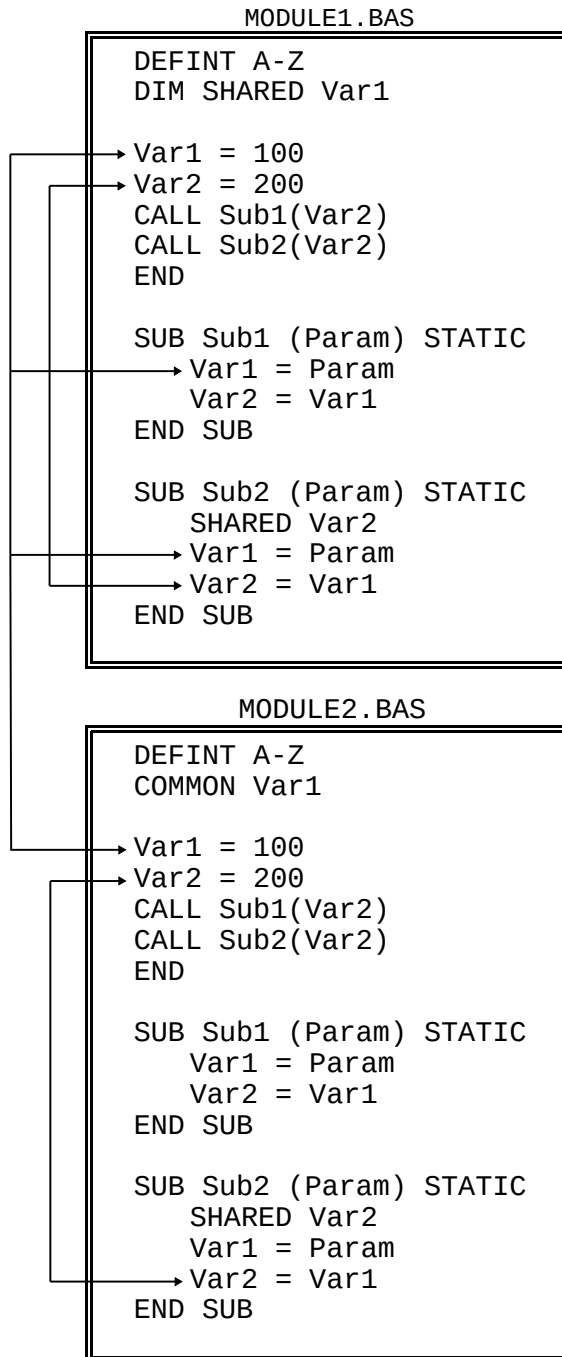 MODULE1.BAS
DEFINT A-Z
DIM SHARED Var1
Var1 = 100
Var2 = 200
CALL Sub1(Var2)
CALL Sub2(Var2)
END
SUB Sub1 (Param) STATIC
Var1 = Param
Var2 = Var1
END SUB
SUB Sub2 (Param) STATIC
SHARED Var2
Var1 = Param
Var2 = Var1
END SUB
MODULE2.BAS
DEFINT A-Z
COMMON Var1
Var1 = 100
Var2 = 200
CALL Sub1(Var2)
CALL Sub2(Var2)
END
SUB Sub1 (Param) STATIC
Var1 = Param
Var2 = Var1
END SUB
SUB Sub2 (Param) STATIC
SHARED Var2
Var1 = Param
Var2 = Var1
END SUB